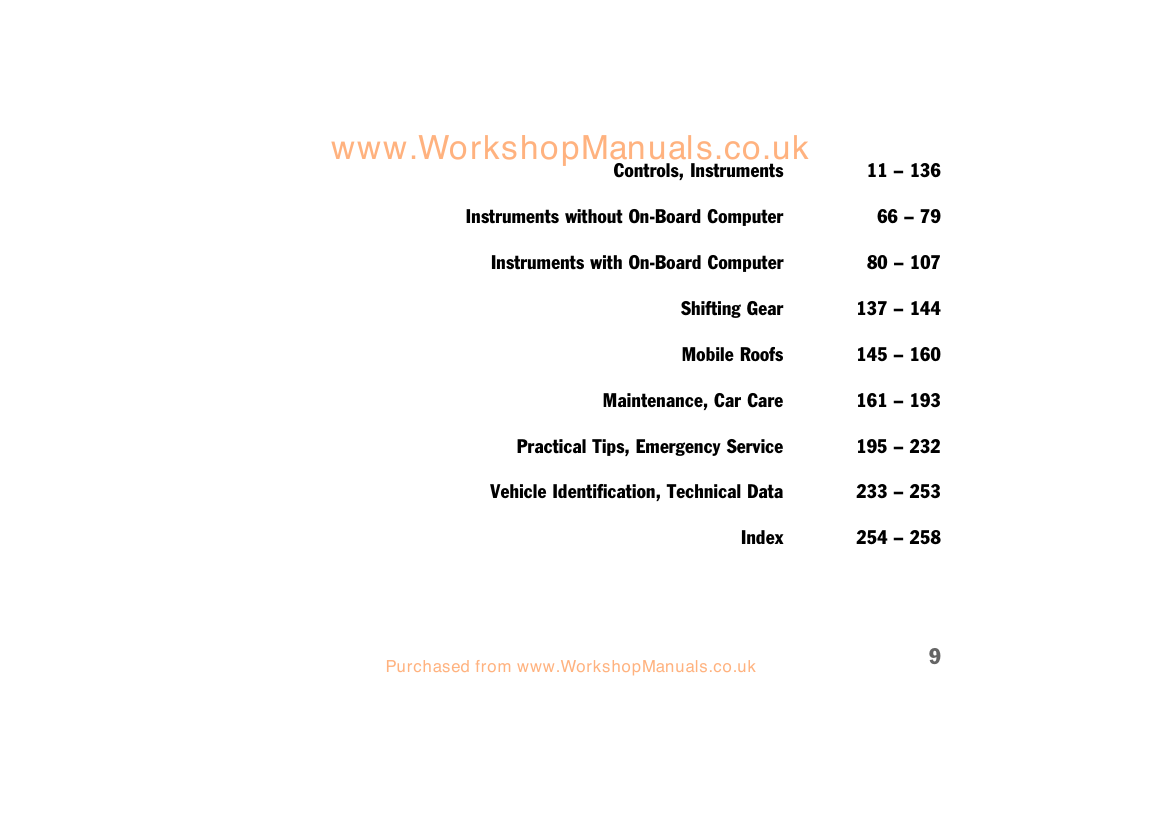 www.WorkshopManuals.co.uk
Controls, Instruments 11 – 136
Instruments without On-Board Computer 66 – 79
Instruments with On-Board Computer 80 – 107
Shifting Gear 137 – 144
Mobile Roofs 145 – 160
Maintenance, Car Care 161 – 193
Practical Tips, Emergency Service 195 – 232
Vehicle Identification, Technical Data 233 – 253
Index 254 – 258
9
Purchased from www.WorkshopManuals.co.uk